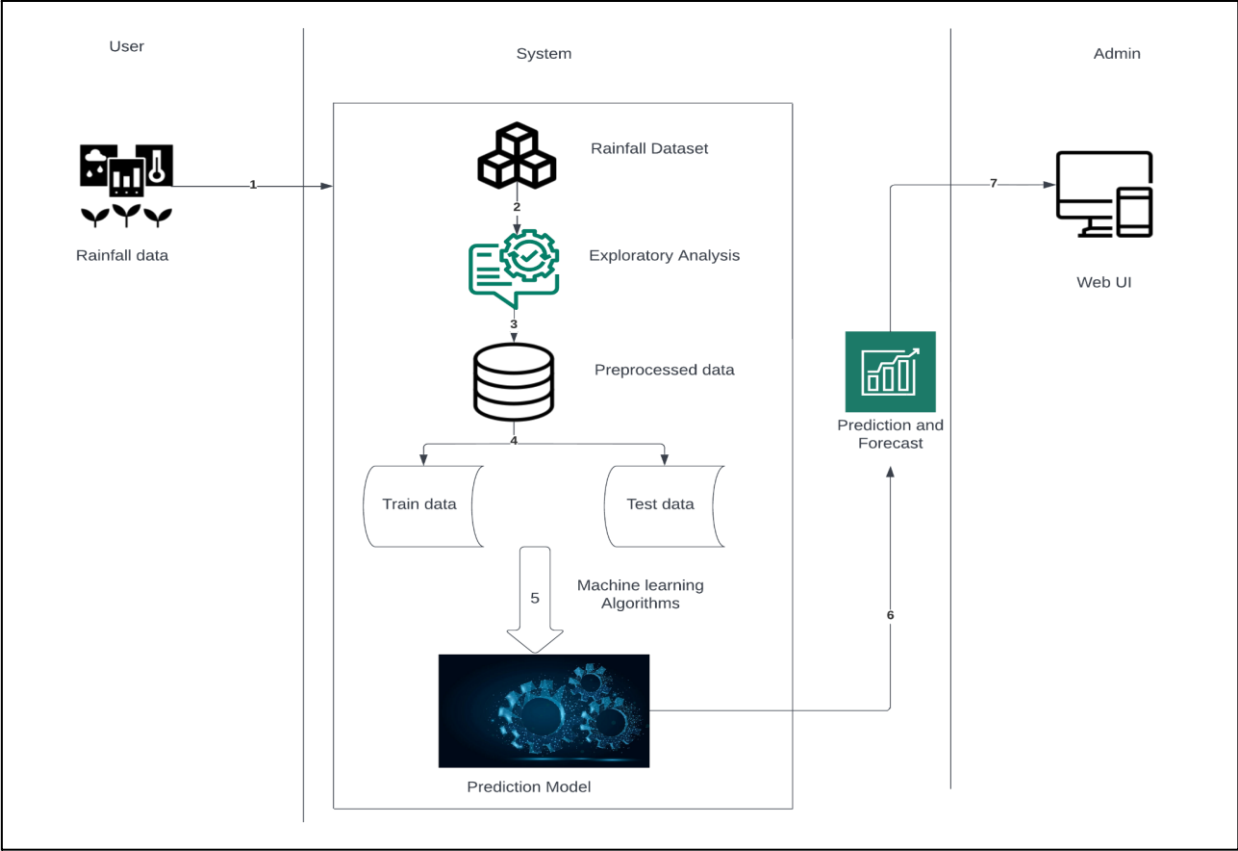 User
System
Admin
Rainfall Dataset
1
2
7
Rainfall data
Exploratory Analysis
Web UI
3
Preprocessed data
Prediction and
Forecast
4
Train data
Test data
5
Machine learning
Algorithms
6
Prediction Model